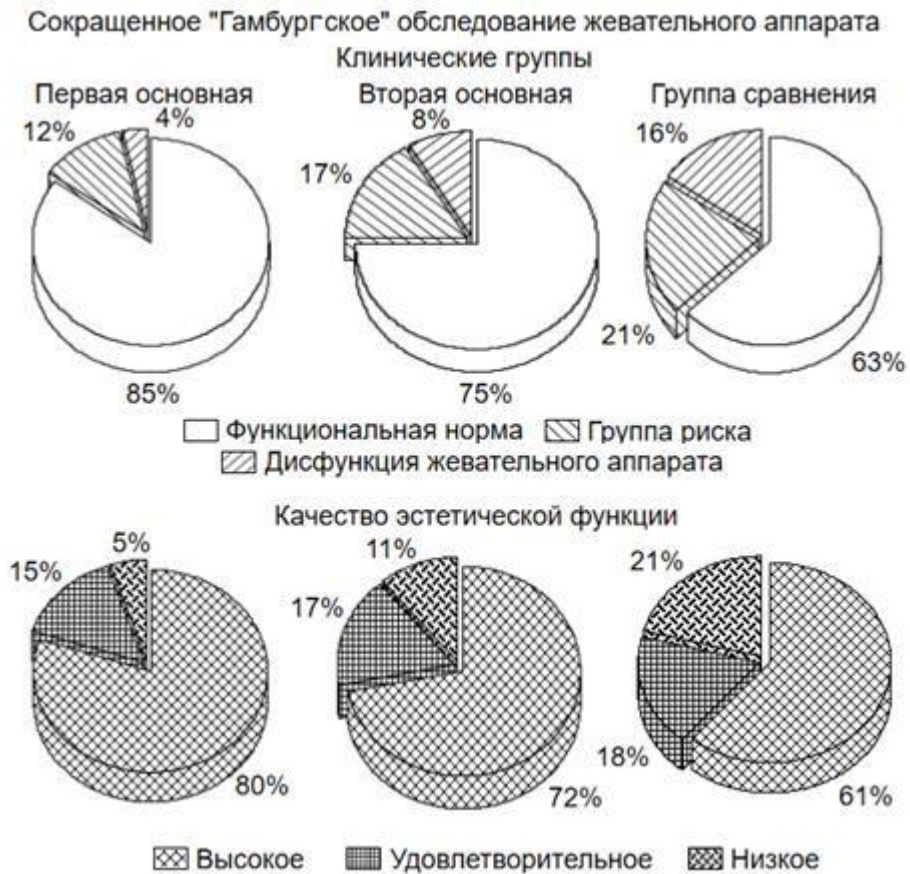 Сокращенное "Гамбургское" обследование жевательного аппарата
Клинические группы
Первая основная Вторая основная Группа сравнения
12% 4% 17% 8% 16% 21%
85% 75% 63%
Функциональная норма Группа риска
Дисфункция жевательного аппарата
Качество эстетической функции
15% 5% 17% 11% 21% 18%
80% 72% 61%
Высокое Удовлетворительное Низкое